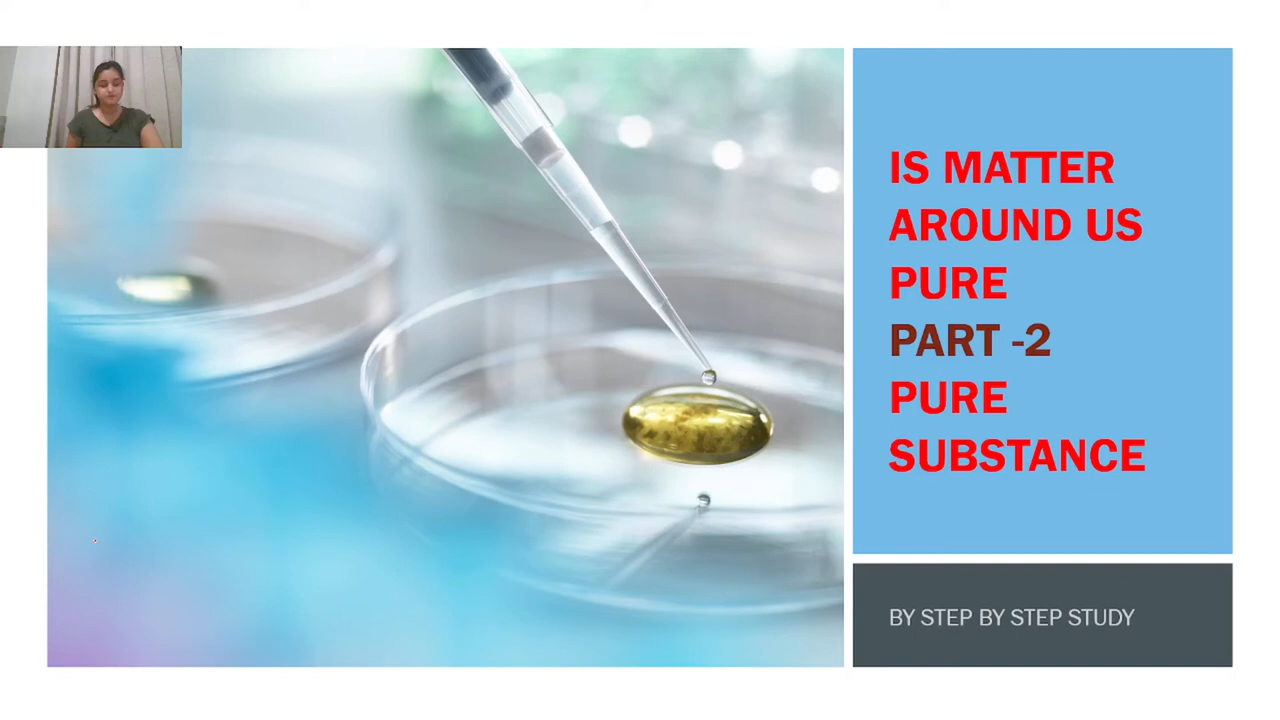 IS MATTER
AROUND US
PURE
PART -2
PURE
SUBSTANCE
BY STEP BY STEP STUDY